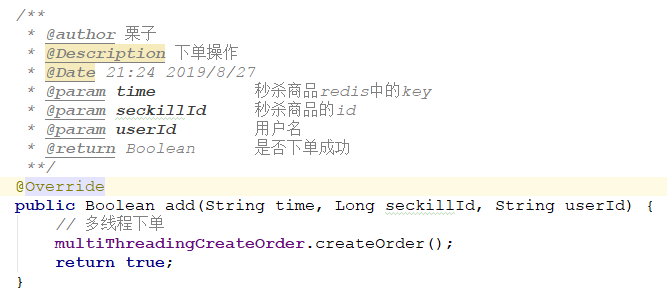 /**
 * @author 栗子
 * @Description 下单操作
 * @Date 21:24 2019/8/27
 * @param time 秒杀商品redis中的key
 * @param seckillId 秒杀商品的id
 * @param userId 用户名
 * @return Boolean 是否下单成功
 **/
@Override
public Boolean add(String time, Long seckillId, String userId) {
    // 多线程下单
    multiThreadingCreateOrder.createOrder();
    return true;
}